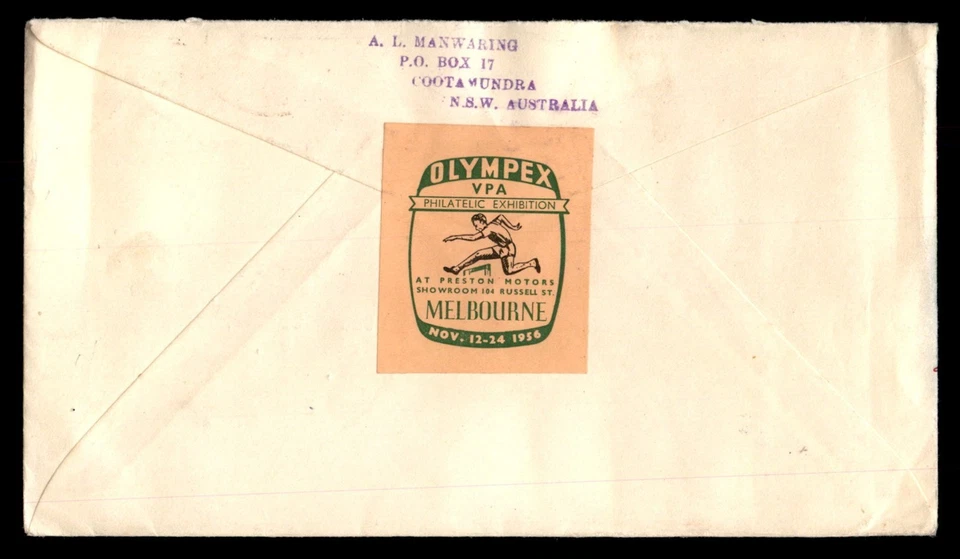 A. L. MANWARING
P.O. BOX 17
COOTAMUNDRA
N.S.W. AUSTRALIA
OLYMPEX
VPA
PHILATELIC EXHIBITION
AT PRESTON MOTORS
SHOWROOM 104 RUSSELL ST.
MELBOURNE
NOV. 12-24 1956